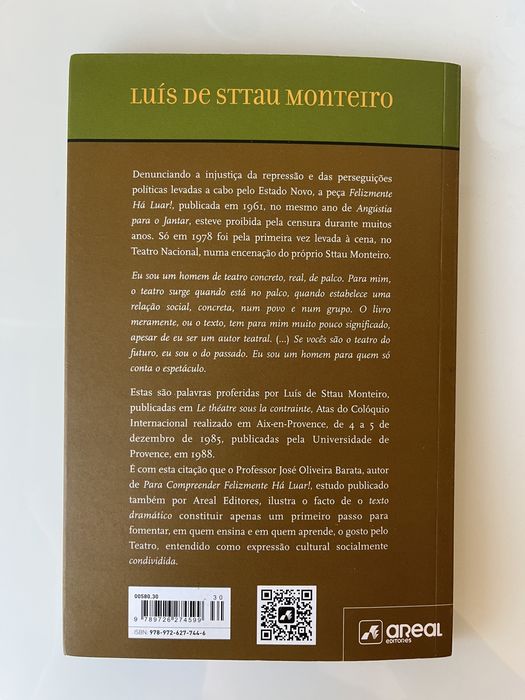 LUÍS DE STTAU MONTEIRO
Denunciando a injustiça da repressão e das perseguições
políticas levadas a cabo pelo Estado Novo, a peça Felizmente
Há Luar!, publicada em 1961, no mesmo ano de Angústia
para o Jantar, esteve proibida pela censura durante muitos
anos. Só em 1978 foi pela primeira vez levada à cena, no
Teatro Nacional, numa encenação do próprio Sttau Monteiro.
Eu sou um homem de teatro concreto, real, de palco. Para mim,
o teatro surge quando está no palco, quando estabelece uma
relação social, concreta, num povo e num grupo. O livro
meramente, ou o texto, tem para mim muito pouco significado,
apesar de eu ser um autor teatral. (...) Se vocês são o teatro do
futuro, eu sou o do passado. Eu sou um homem para quem só
conta o espetáculo.
Estas são palavras proferidas por Luís de Sttau Monteiro,
publicadas em Le théatre sous la contrainte, Atas do Colóquio
Internacional realizado em Aix-en-Provence, de 4 a 5 de
dezembro de 1985, publicadas pela Universidade de
Provence, em 1988.
É com esta citação que o Professor José Oliveira Barata, autor
de Para Compreender Felizmente Há Luar!, estudo publicado
também por Areal Editores, ilustra o facto de o texto
dramático constituir apenas um primeiro passo para
fomentar, em quem ensina e em quem aprende, o gosto pelo
Teatro, entendido como expressão cultural socialmente
condividida.
00580.30
30
9 789726 274599
ISBN: 978-972-627-744-6
areal
editores